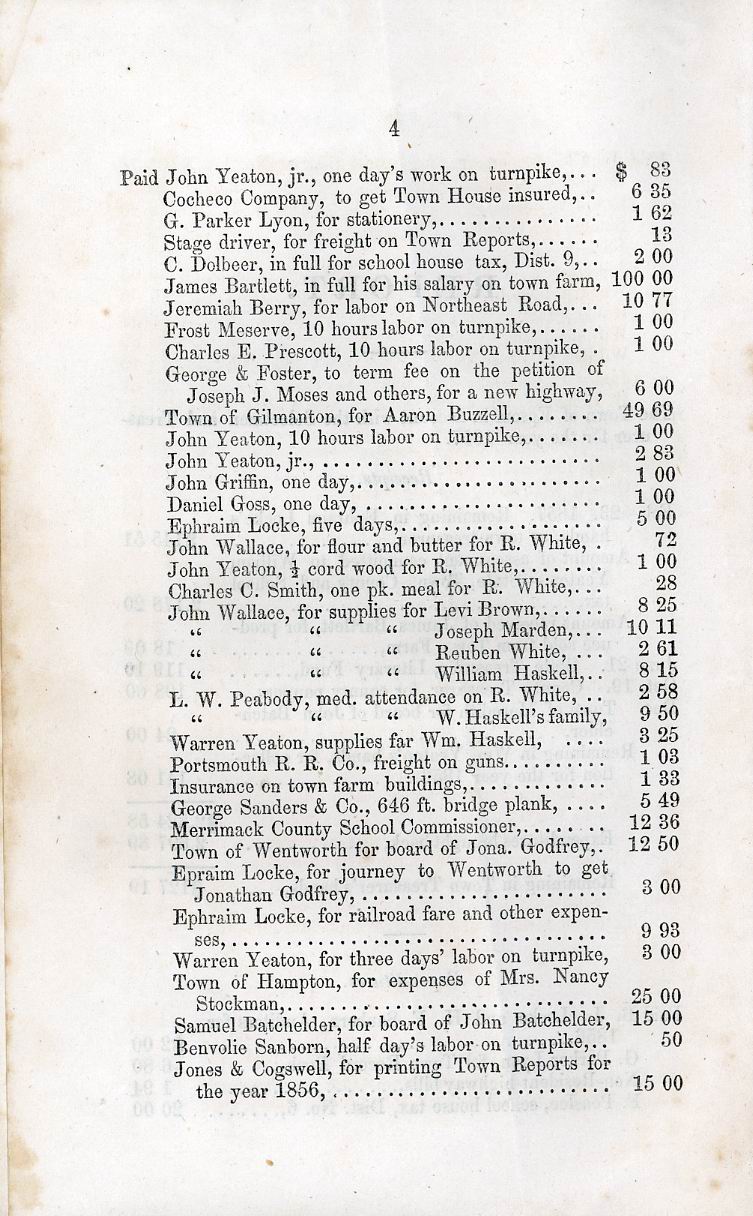 4
Paid John Yeaton, jr., one day's work on turnpike,... $ 83
Cocheco Company, to get Town House insured,.. 6 35
G. Parker Lyon, for stationery,............... 1 62
Stage driver, for freight on Town Reports,...... 13
C. Dolbeer, in full for school house tax, Dist. 9,.. 2 00
James Bartlett, in full for his salary on town farm, 100 00
Jeremiah Berry, for labor on Northeast Road,... 10 77
Frost Meserve, 10 hours labor on turnpike,...... 1 00
Charles E. Prescott, 10 hours labor on turnpike, . 1 00
George & Foster, to term fee on the petition of
Joseph J. Moses and others, for a new highway, 6 00
Town of Gilmanton, for Aaron Buzzell,........ 49 69
John Yeaton, 10 hours labor on turnpike,....... 1 00
John Yeaton, jr., .......................... 2 83
John Griffin, one day,....................... 1 00
Daniel Goss, one day, ...................... 1 00
Ephraim Locke, five days,................... 5 00
John Wallace, for flour and butter for R. White, . 72
John Yeaton, ½ cord wood for R. White,........ 1 00
Charles C. Smith, one pk. meal for R. White,... 28
John Wallace, for supplies for Levi Brown,...... 8 25
“ “ “ Joseph Marden,... 10 11
“ “ “ Reuben White, ... 2 61
“ “ “ William Haskell,.. 8 15
L. W. Peabody, med. attendance on R. White, .. 2 58
“ “ “ W. Haskell's family, 9 50
Warren Yeaton, supplies far Wm. Haskell, .... 3 25
Portsmouth R. R. Co., freight on guns.......... 1 03
Insurance on town farm buildings,............. 1 33
George Sanders & Co., 646 ft. bridge plank, .... 5 49
Merrimack County School Commissioner,........ 12 36
Town of Wentworth for board of Jona. Godfrey,. 12 50
Epraim Locke, for journey to Wentworth to get
Jonathan Godfrey, ....................... 3 00
Ephraim Locke, for railroad fare and other expen-
ses,................................... 9 93
Warren Yeaton, for three days' labor on turnpike, 3 00
Town of Hampton, for expenses of Mrs. Nancy
Stockman,.............................. 25 00
Samuel Batchelder, for board of John Batchelder, 15 00
Benvolie Sanborn, half day's labor on turnpike,.. 50
Jones & Cogswell, for printing Town Reports for
the year 1856, .......................... 15 00